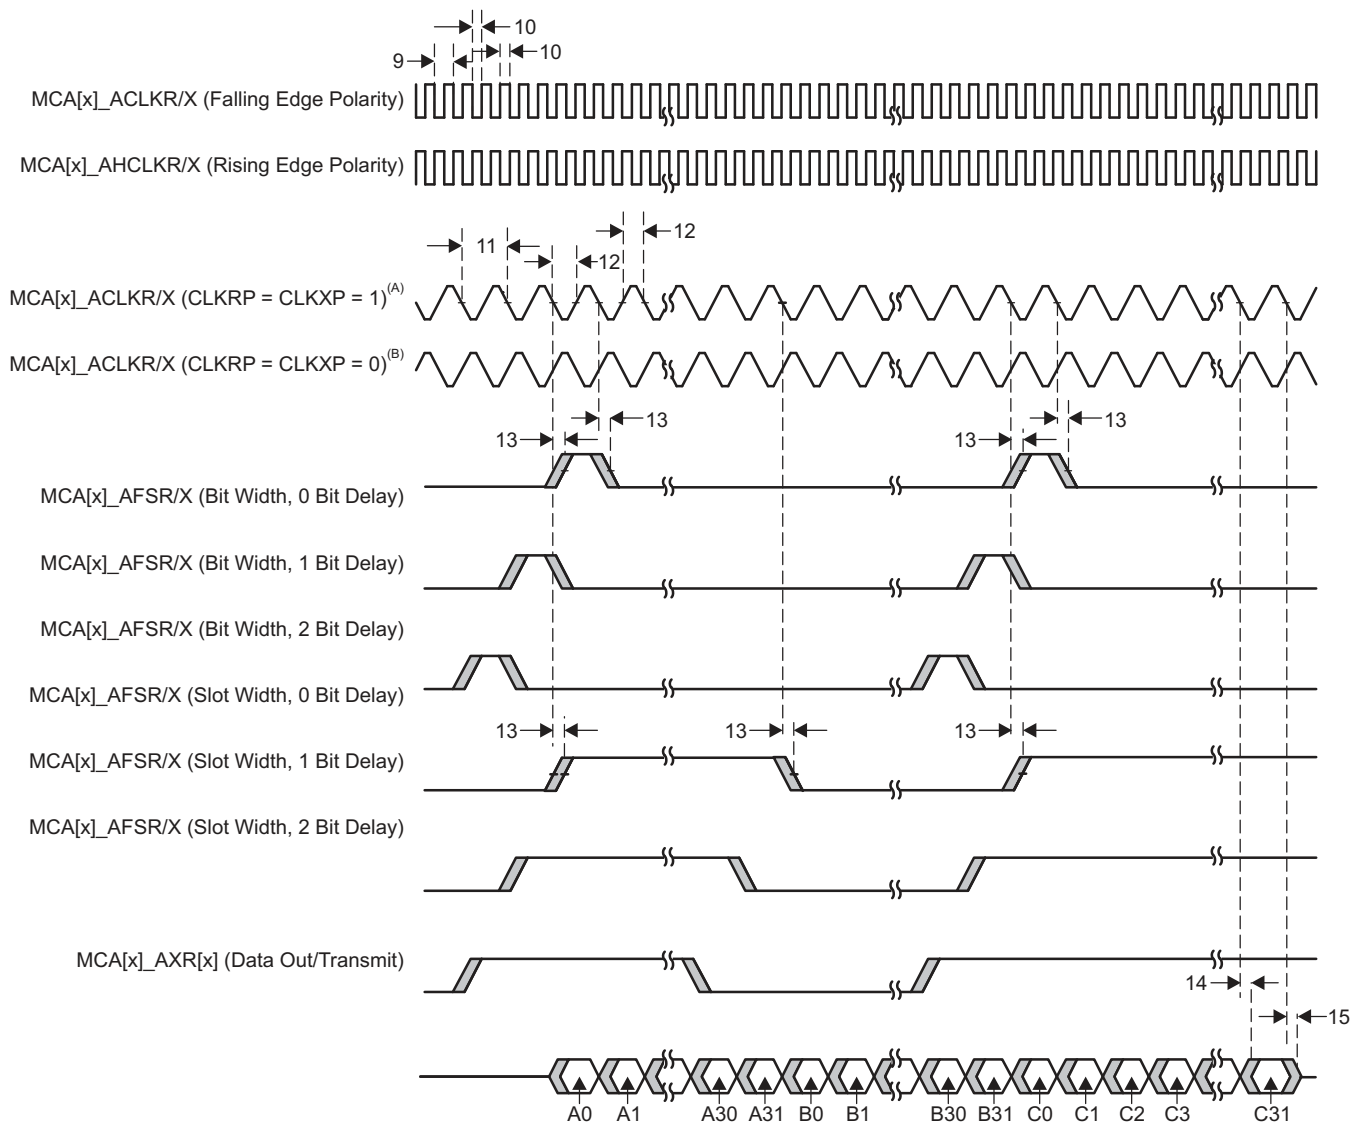 10
9
10
MCA[x]_ACLKR/X (Falling Edge Polarity)
MCA[x]_AHCLKR/X (Rising Edge Polarity)
12
11
12
MCA[x]_ACLKR/X (CLKRP = CLKXP = 1)(A)
MCA[x]_ACLKR/X (CLKRP = CLKXP = 0)(B)
13
13
13
13
MCA[x]_AFSR/X (Bit Width, 0 Bit Delay)
MCA[x]_AFSR/X (Bit Width, 1 Bit Delay)
MCA[x]_AFSR/X (Bit Width, 2 Bit Delay)
MCA[x]_AFSR/X (Slot Width, 0 Bit Delay)
13
13
13
MCA[x]_AFSR/X (Slot Width, 1 Bit Delay)
MCA[x]_AFSR/X (Slot Width, 2 Bit Delay)
MCA[x]_AXR[x] (Data Out/Transmit)
14
15
A0 A1 A30 A31 B0 B1 B30 B31 C0 C1 C2 C3 C31